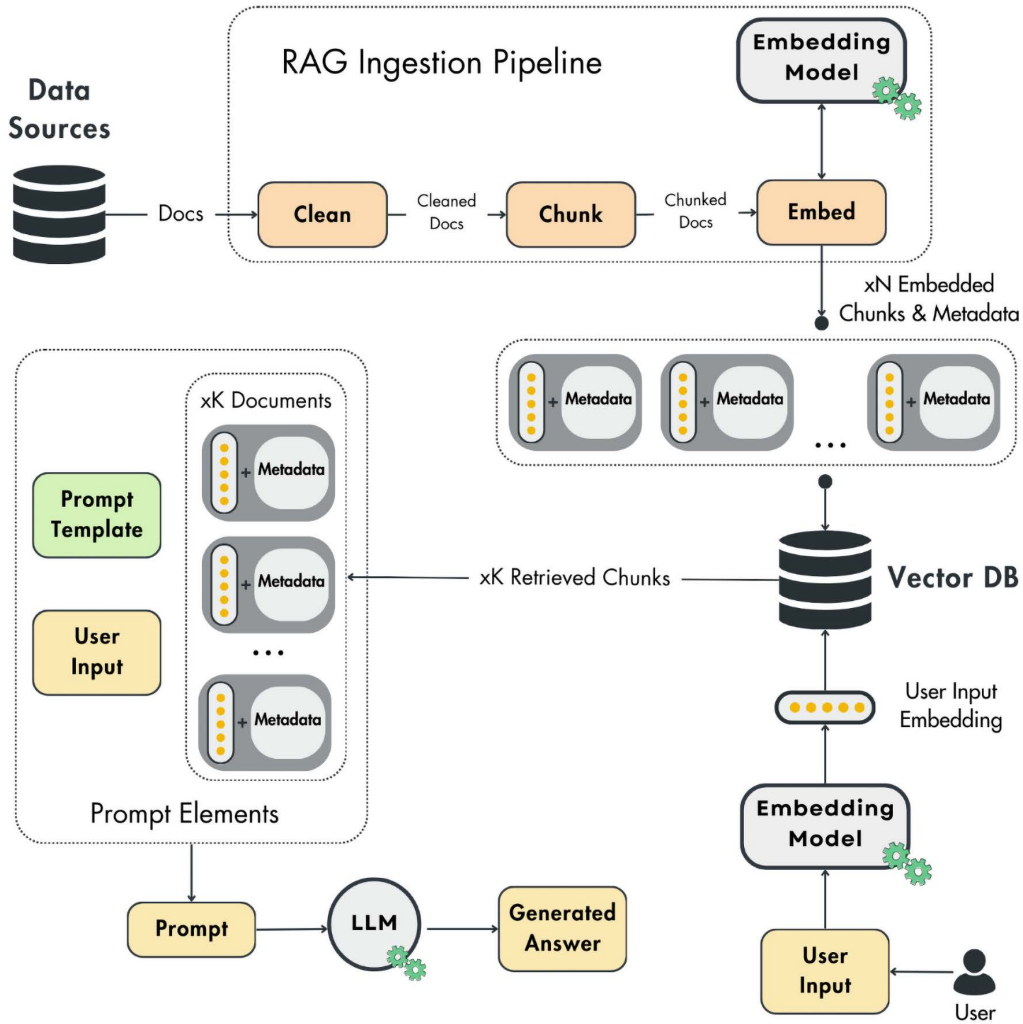 RAG Ingestion Pipeline
Embedding
Model
Data
Sources
Docs
Clean
Cleaned
Docs
Chunk
Chunked
Docs
Embed
xN Embedded
Chunks & Metadata
+ Metadata
+ Metadata
...
+ Metadata
xK Documents
+ Metadata
+ Metadata
...
+ Metadata
Prompt
Template
User
Input
Prompt Elements
xK Retrieved Chunks
Vector DB
User Input
Embedding
Embedding
Model
User
Input
User
Prompt
LLM
Generated
Answer